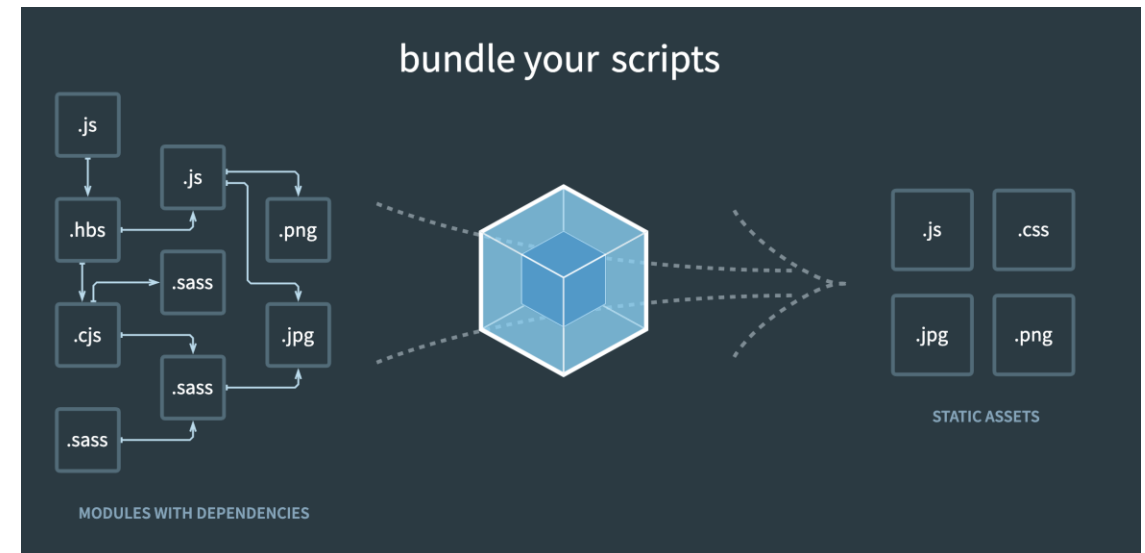 bundle your scripts
.js
.js
.hbs
.png
.sass
.cjs
.jpg
.sass
.sass
MODULES WITH DEPENDENCIES
.js
.css
.jpg
.png
STATIC ASSETS